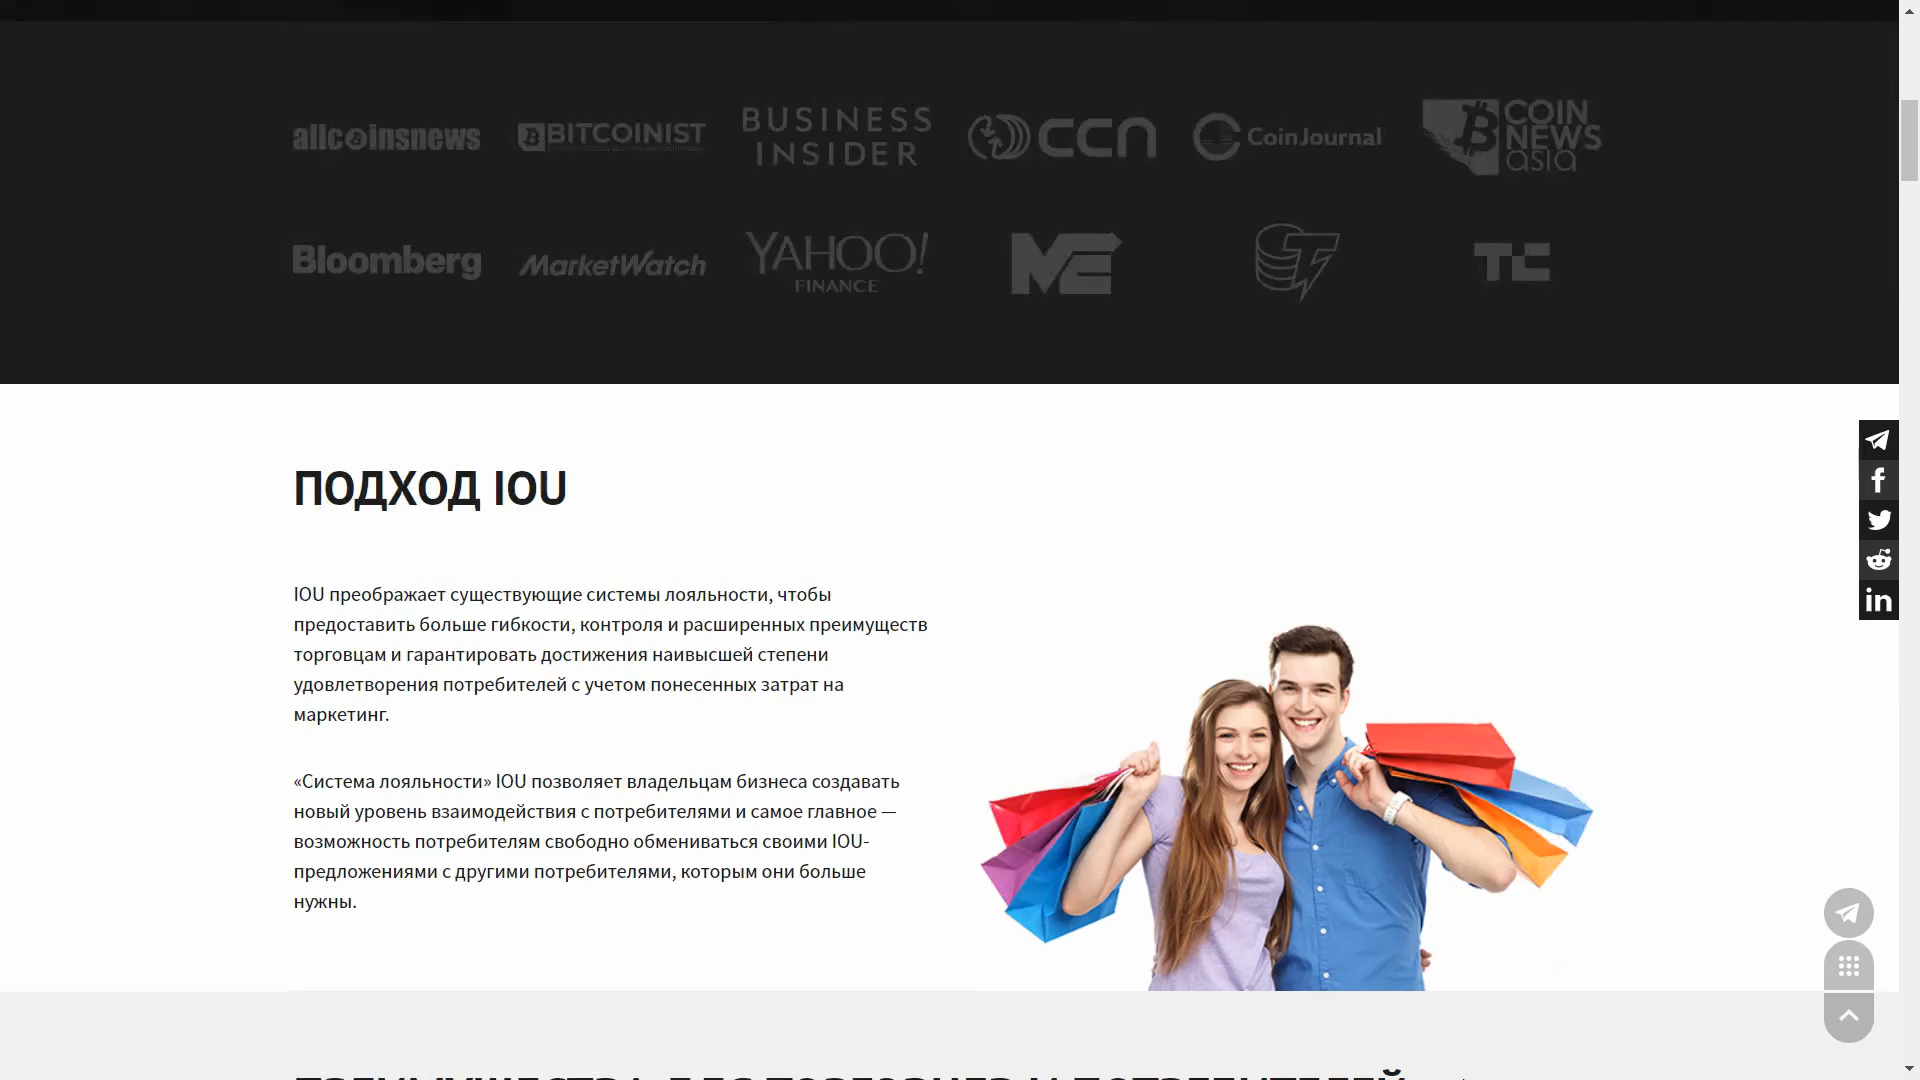 allcoinsnews BITCOINIST BUSINESS INSIDER CCN CoinJournal COIN NEWS asia
Bloomberg MarketWatch YAHOO! FINANCE ME T TC
ПОДХОД IOU
IOU преображает существующие системы лояльности, чтобы
предоставить больше гибкости, контроля и расширенных преимуществ
торговцам и гарантировать достижения наивысшей степени
удовлетворения потребителей с учетом понесенных затрат на
маркетинг.
«Система лояльности» IOU позволяет владельцам бизнеса создавать
новый уровень взаимодействия с потребителями и самое главное —
возможность потребителям свободно обмениваться своими IOU-
предложениями с другими потребителями, которым они больше
нужны.